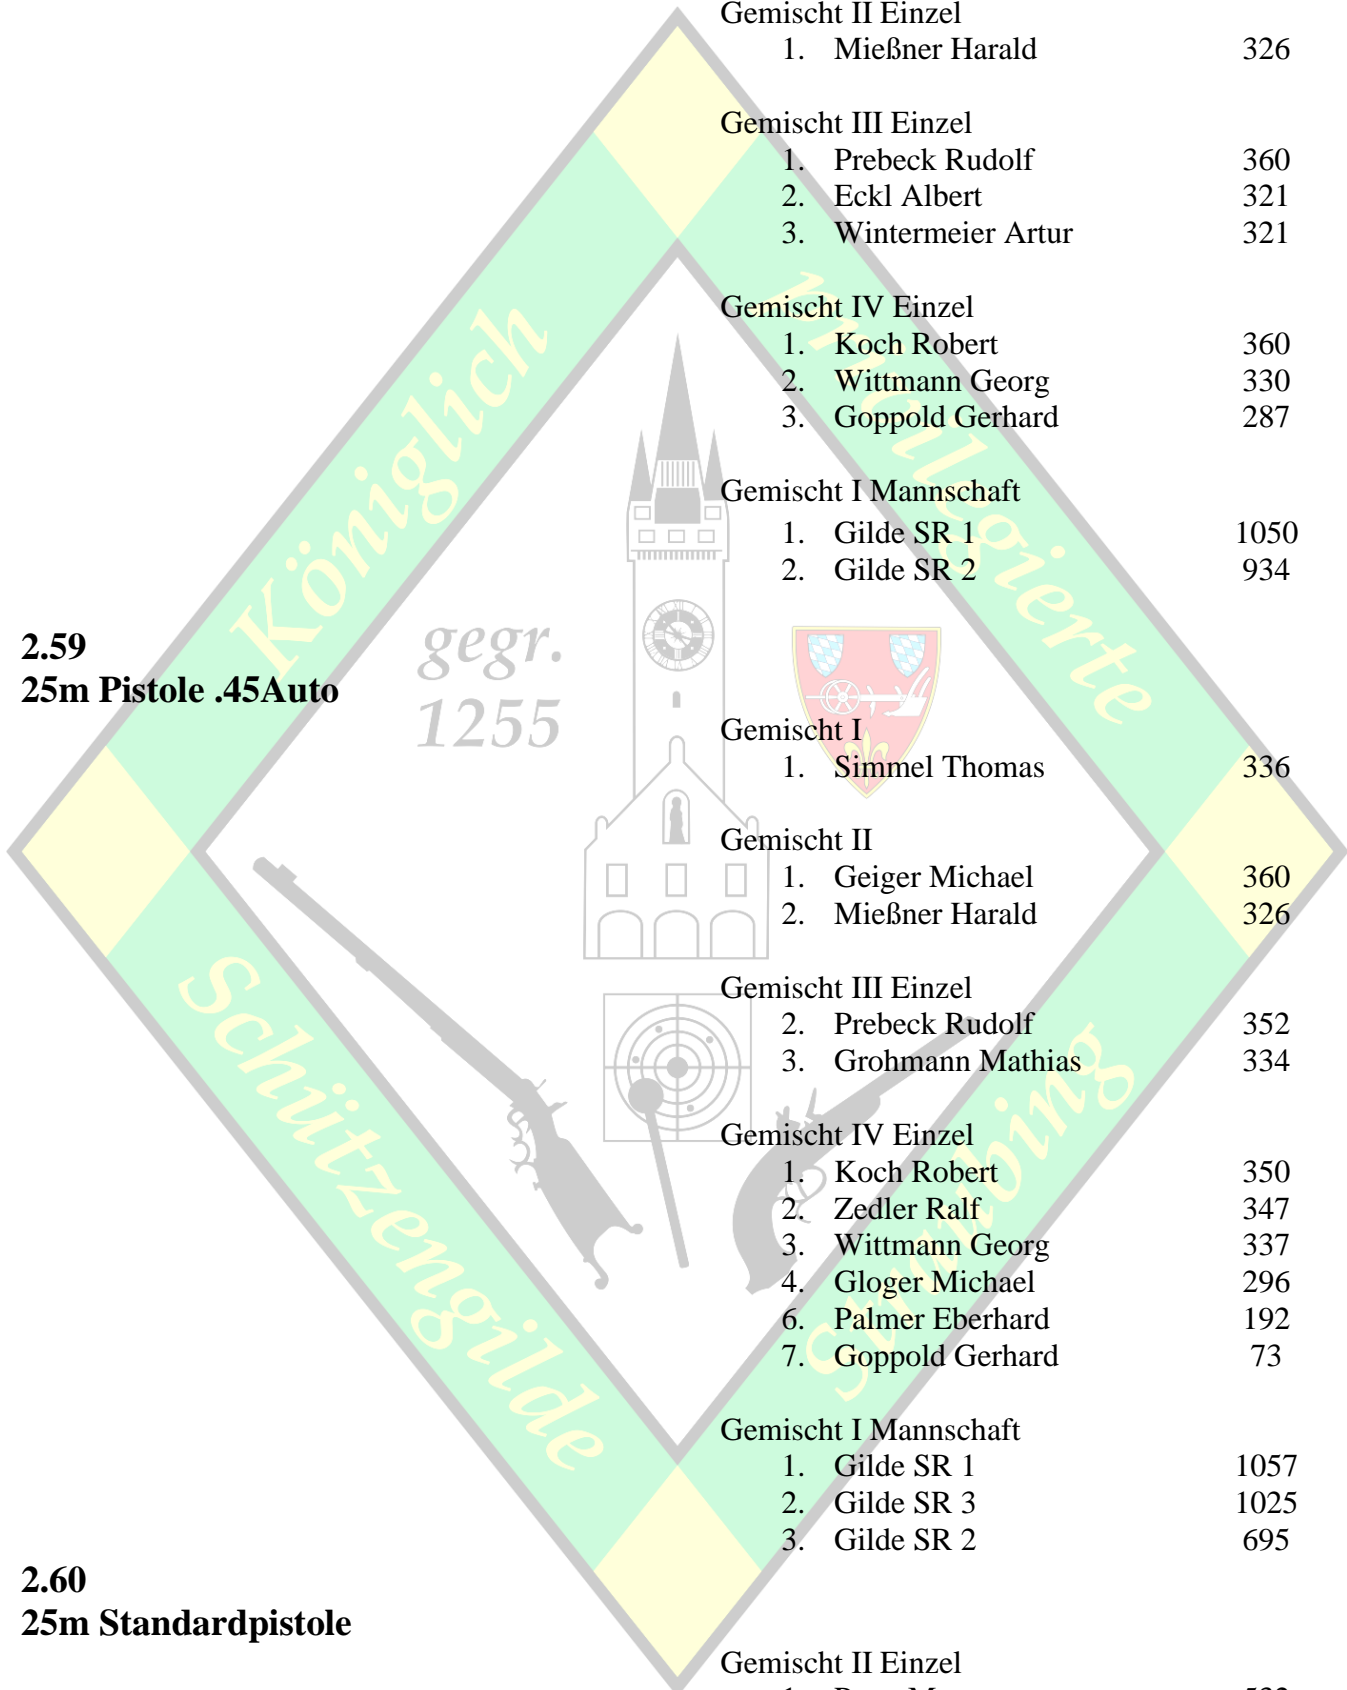 Gemischt II Einzel
1. Mießner Harald 326
Gemischt III Einzel
1. Prebeck Rudolf 360
2. Eckl Albert 321
3. Wintermeier Artur 321
Gemischt IV Einzel
1. Koch Robert 360
2. Wittmann Georg 330
3. Goppold Gerhard 287
Gemischt I Mannschaft
1. Gilde SR 1 1050
2. Gilde SR 2 934
2.59
25m Pistole .45Auto
Gemischt I
1. Simmel Thomas 336
Gemischt II
1. Geiger Michael 360
2. Mießner Harald 326
Gemischt III Einzel
2. Prebeck Rudolf 352
3. Grohmann Mathias 334
Gemischt IV Einzel
1. Koch Robert 350
2. Zedler Ralf 347
3. Wittmann Georg 337
4. Gloger Michael 296
6. Palmer Eberhard 192
7. Goppold Gerhard 73
Gemischt I Mannschaft
1. Gilde SR 1 1057
2. Gilde SR 3 1025
3. Gilde SR 2 695
2.60
25m Standardpistole
Gemischt II Einzel
Königlich
privilegierte
gegr.
1255
Schützengilde
Straubing